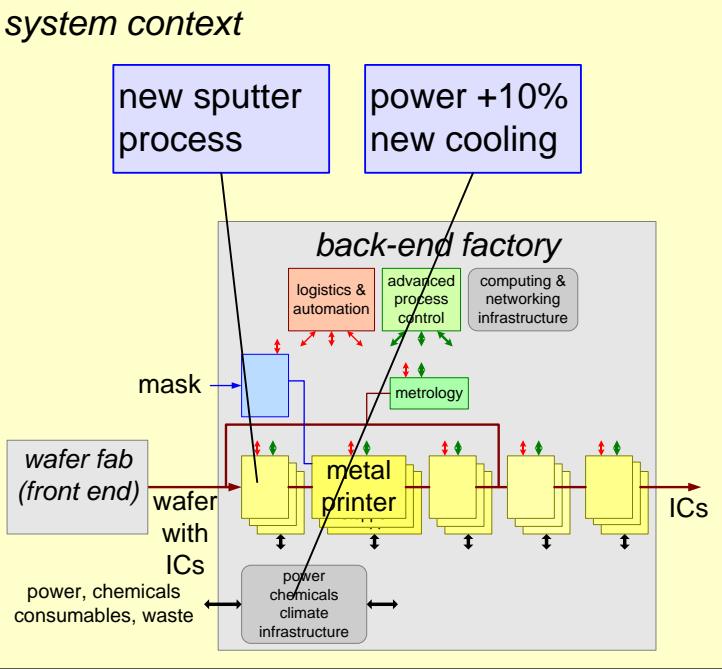 system context
new sputter
process
power +10%
new cooling
back-end factory
logistics &
automation
advanced
process
control
computing &
networking
infrastructure
mask
metrology
wafer fab
(front end)
metal
printer
wafer
with
ICs
ICs
power, chemicals
consumables, waste
power
chemicals
climate
infrastructure